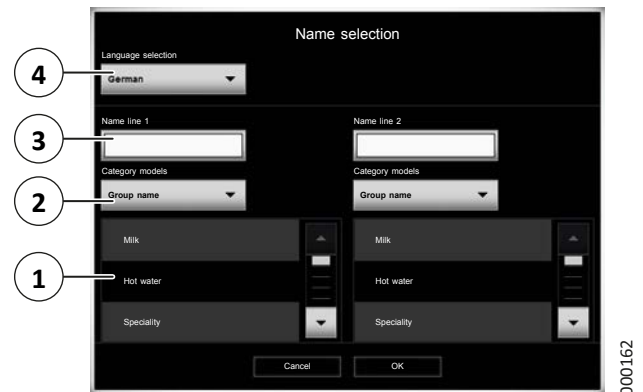 Name selection
Language selection
4
German
Name line 1
Name line 2
3
Category models
Category models
2
Group name
Group name
Milk
Milk
1
Hot water
Hot water
Speciality
Speciality
Cancel
OK
000162